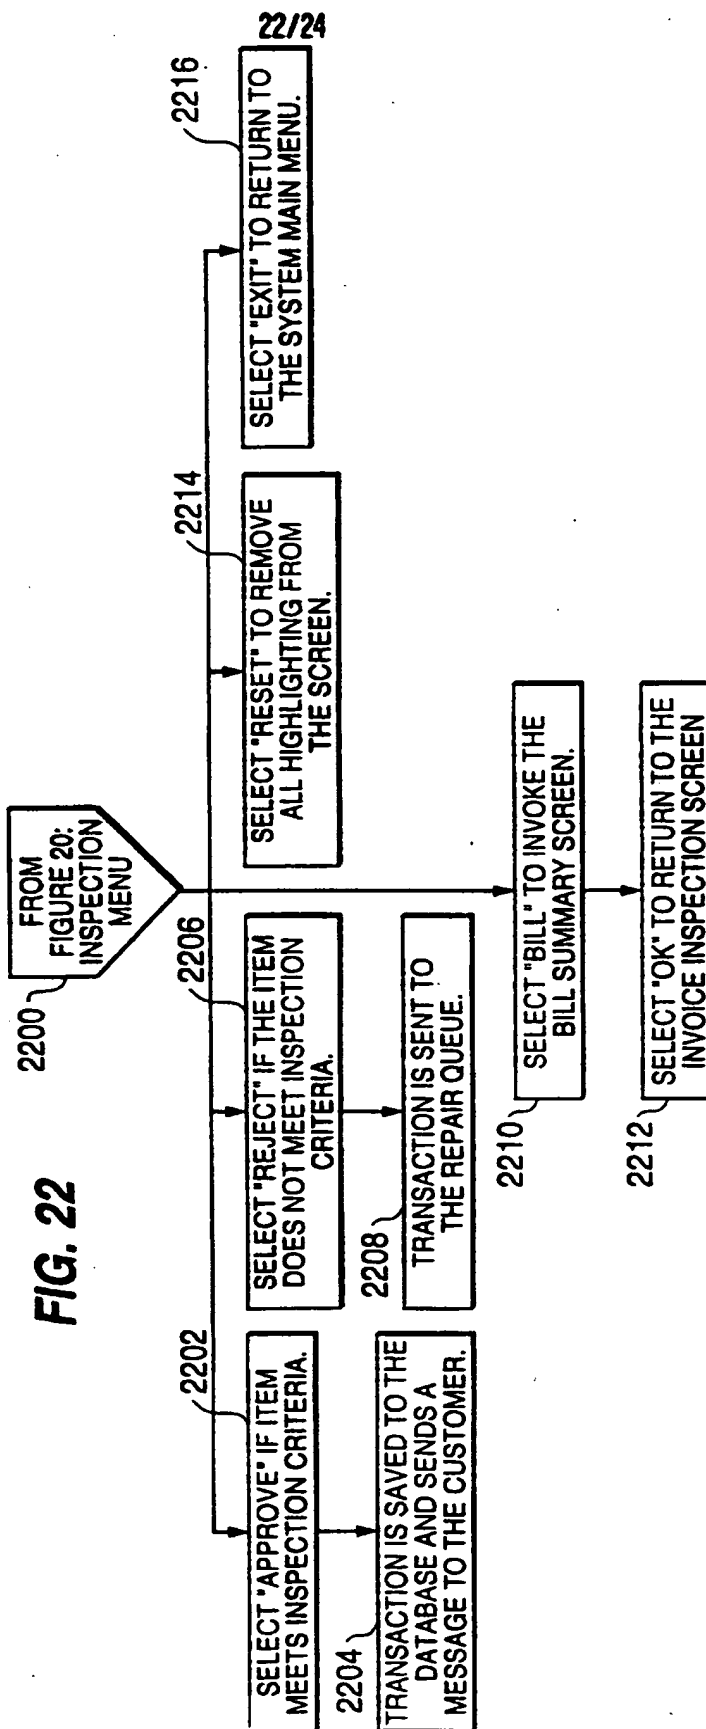 22/24
FIG. 22
2200
FROM
FIGURE 20:
INSPECTION
MENU
2202
SELECT "APPROVE" IF ITEM
MEETS INSPECTION CRITERIA.
2204
TRANSACTION IS SAVED TO THE
DATABASE AND SENDS A
MESSAGE TO THE CUSTOMER.
2206
SELECT "REJECT" IF THE ITEM
DOES NOT MEET INSPECTION
CRITERIA.
2208
TRANSACTION IS SENT TO
THE REPAIR QUEUE.
2210
SELECT "BILL" TO INVOKE THE
BILL SUMMARY SCREEN.
2212
SELECT "OK" TO RETURN TO THE
INVOICE INSPECTION SCREEN
2214
SELECT "RESET" TO REMOVE
ALL HIGHLIGHTING FROM
THE SCREEN.
2216
SELECT "EXIT" TO RETURN TO
THE SYSTEM MAIN MENU.